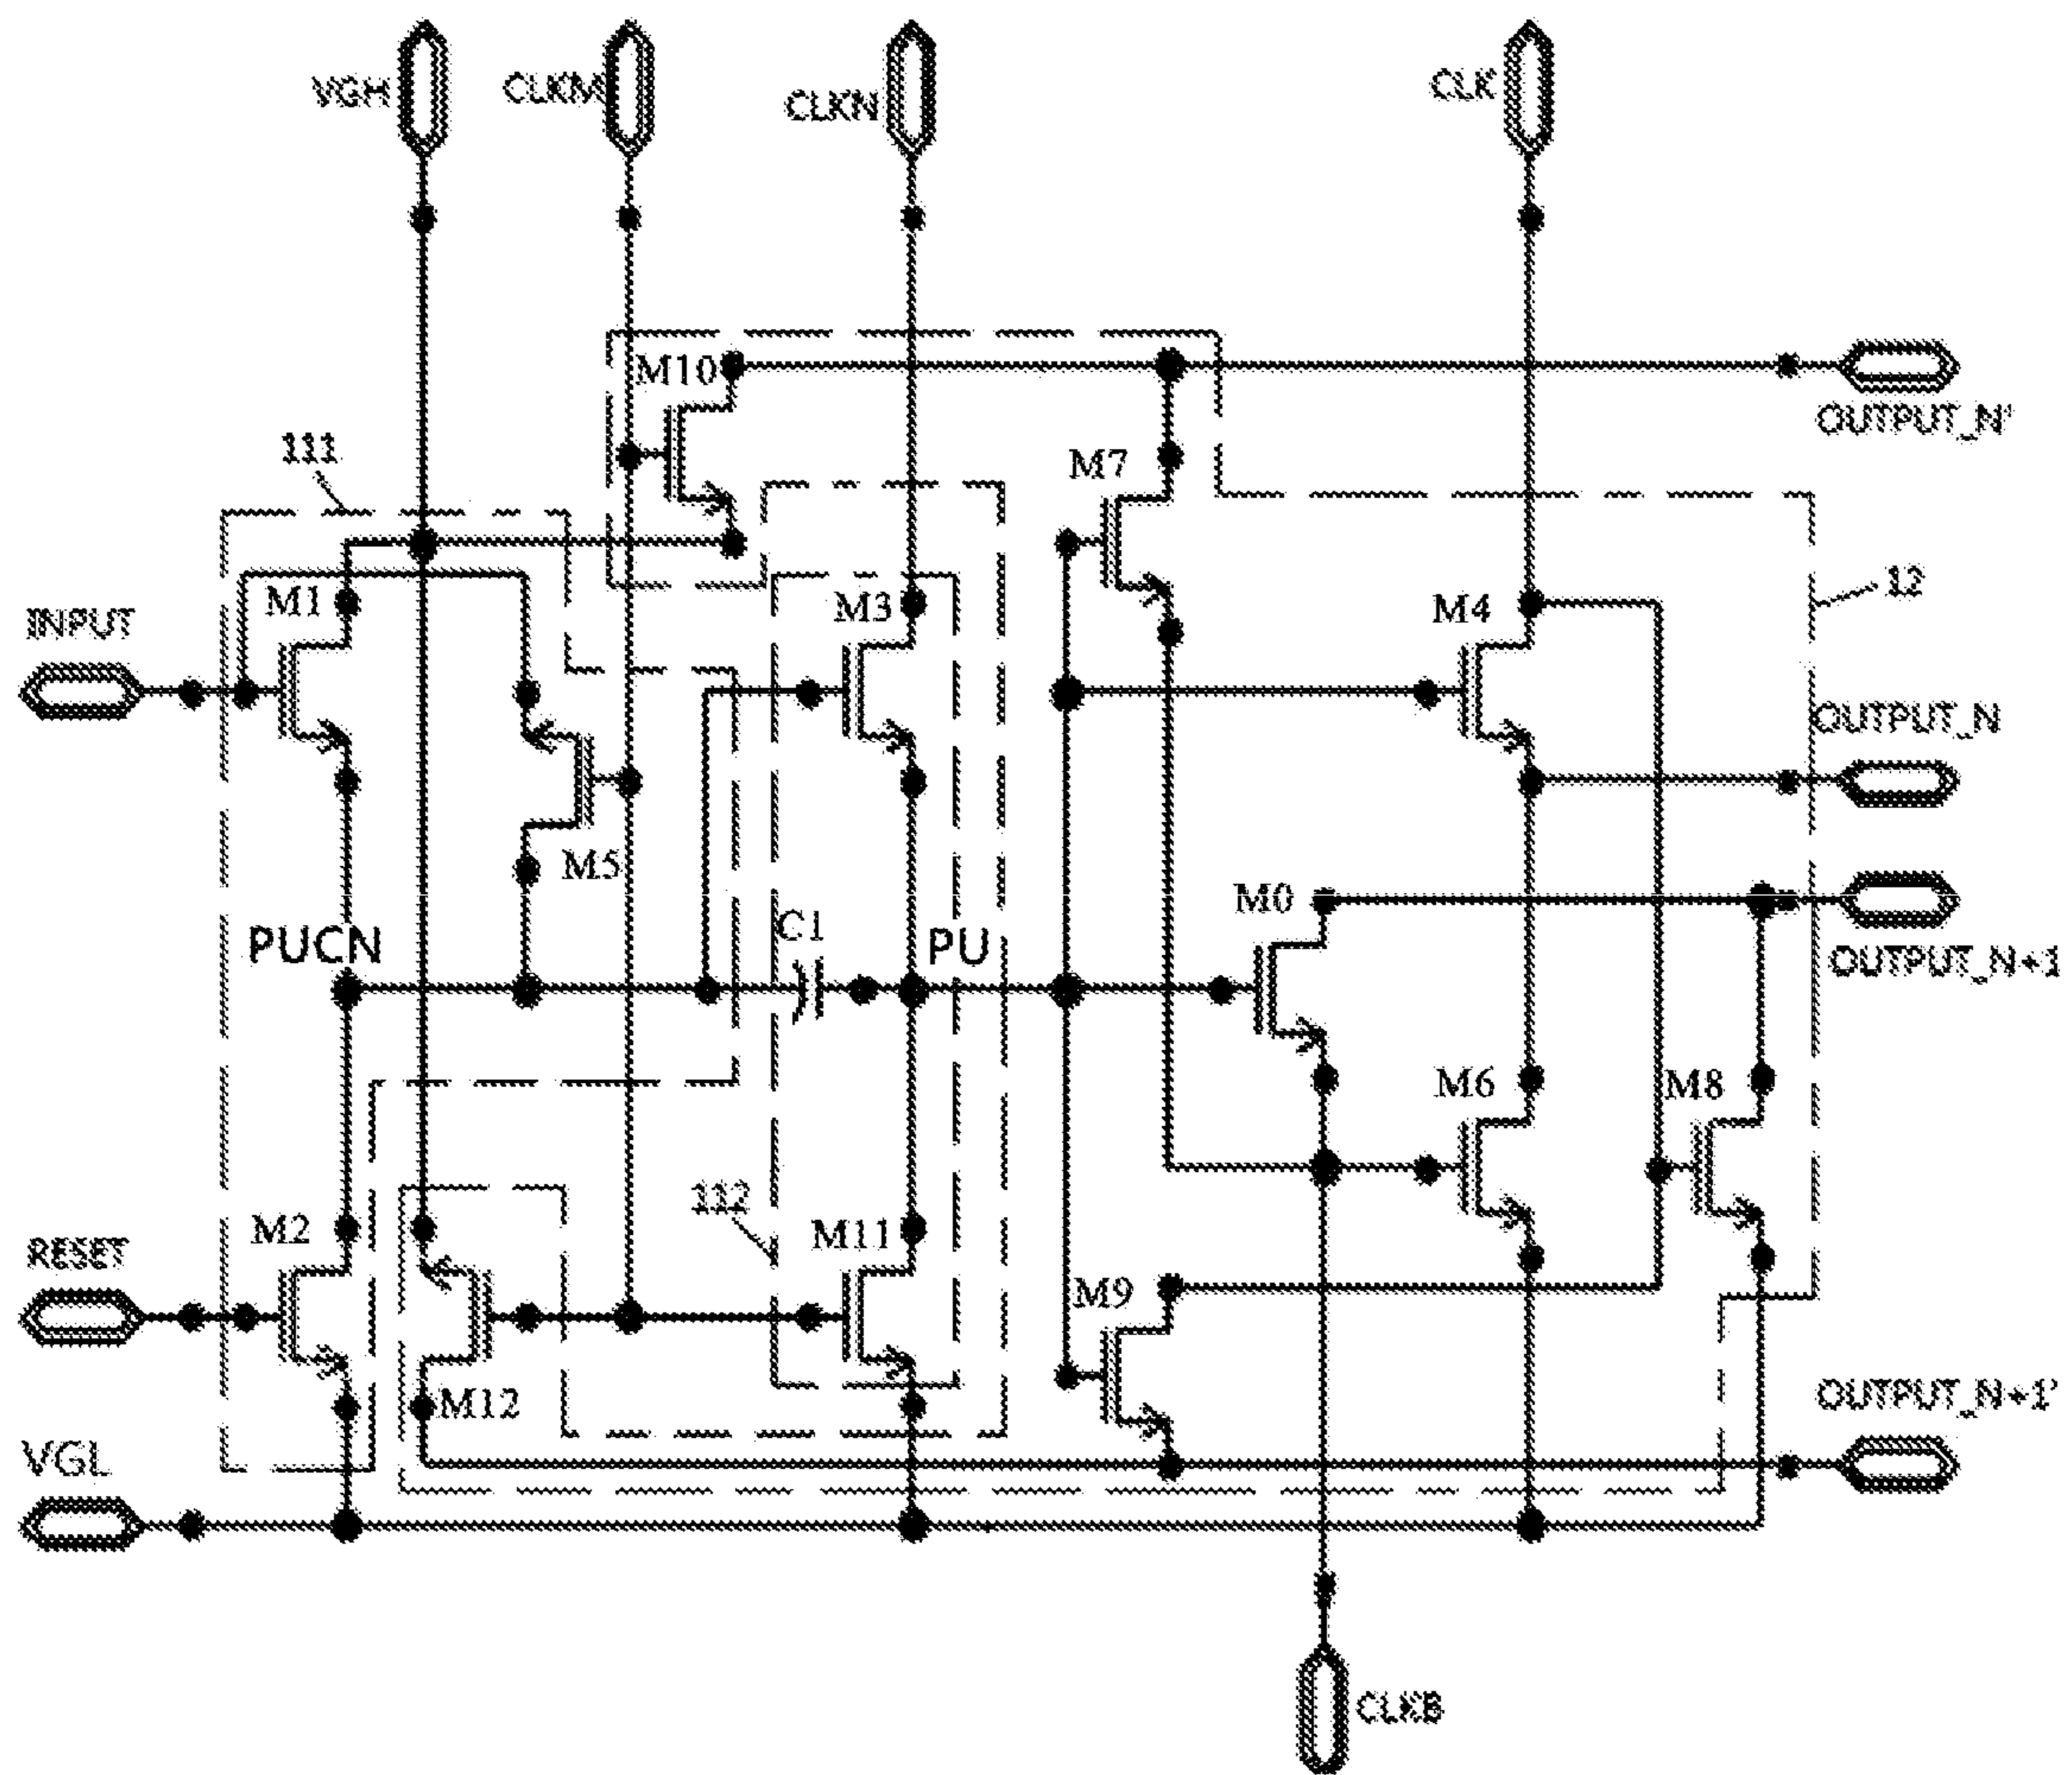 VGH
CLKM
CLKN
CLK
M10
OUTPUT_N'
111
M7
12
INPUT
M1
M3
M4
OUTPUT_N
M5
M0
PUCN
C1
PU
OUTPUT_N+1
M6
M8
112
M2
M11
RESET
M9
M12
OUTPUT_N+1'
VGL
CLKB